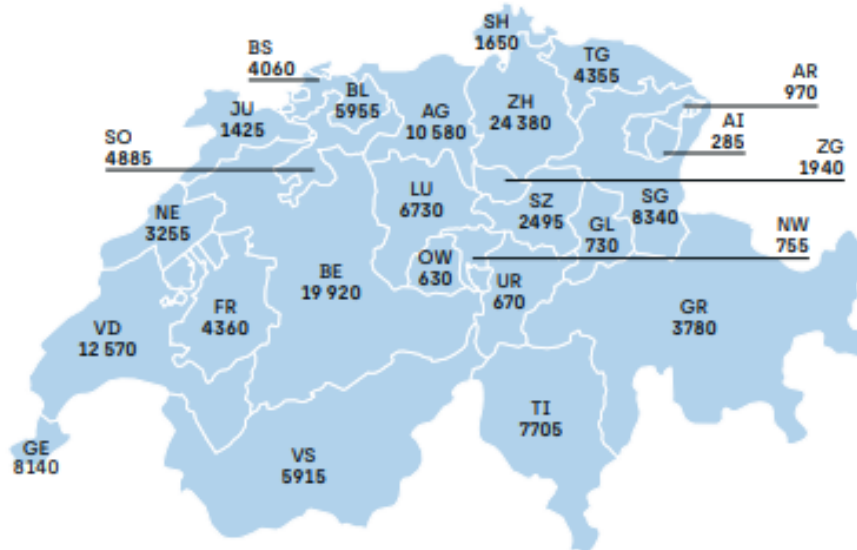 SH
1650
BS
4060
TG
4355
AR
970
BL
5955
JU
1425
AG
10 580
ZH
24 380
AI
285
SO
4885
ZG
1940
LU
6730
SZ
2495
SG
8340
NE
3255
GL
730
NW
755
OW
630
BE
19 920
UR
670
FR
4360
GR
3780
VD
12 570
TI
7705
GE
8140
VS
5915